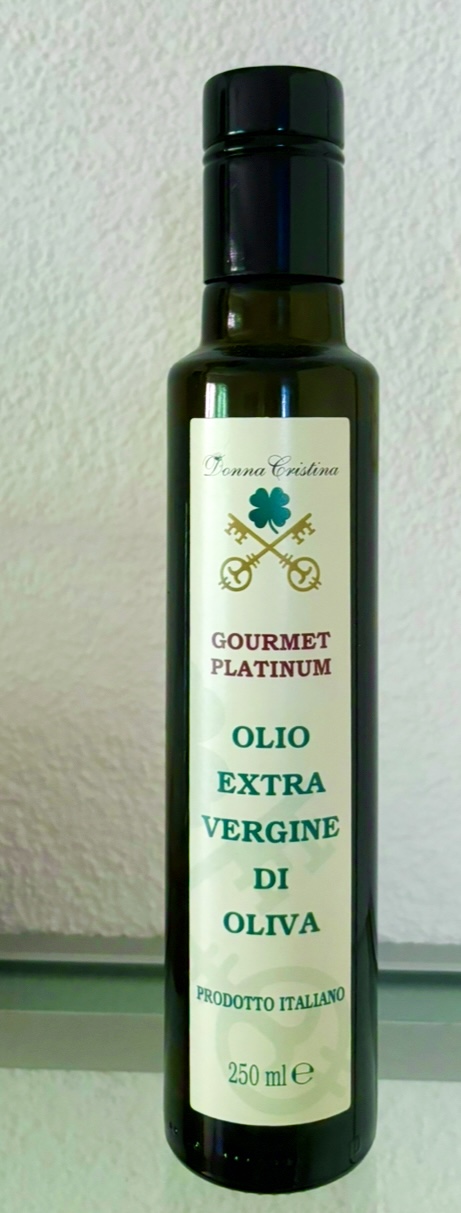 Donna Cristina
GOURMET
PLATINUM
OLIO
EXTRA
VERGINE
DI
OLIVA
PRODOTTO ITALIANO
250 ml ℮